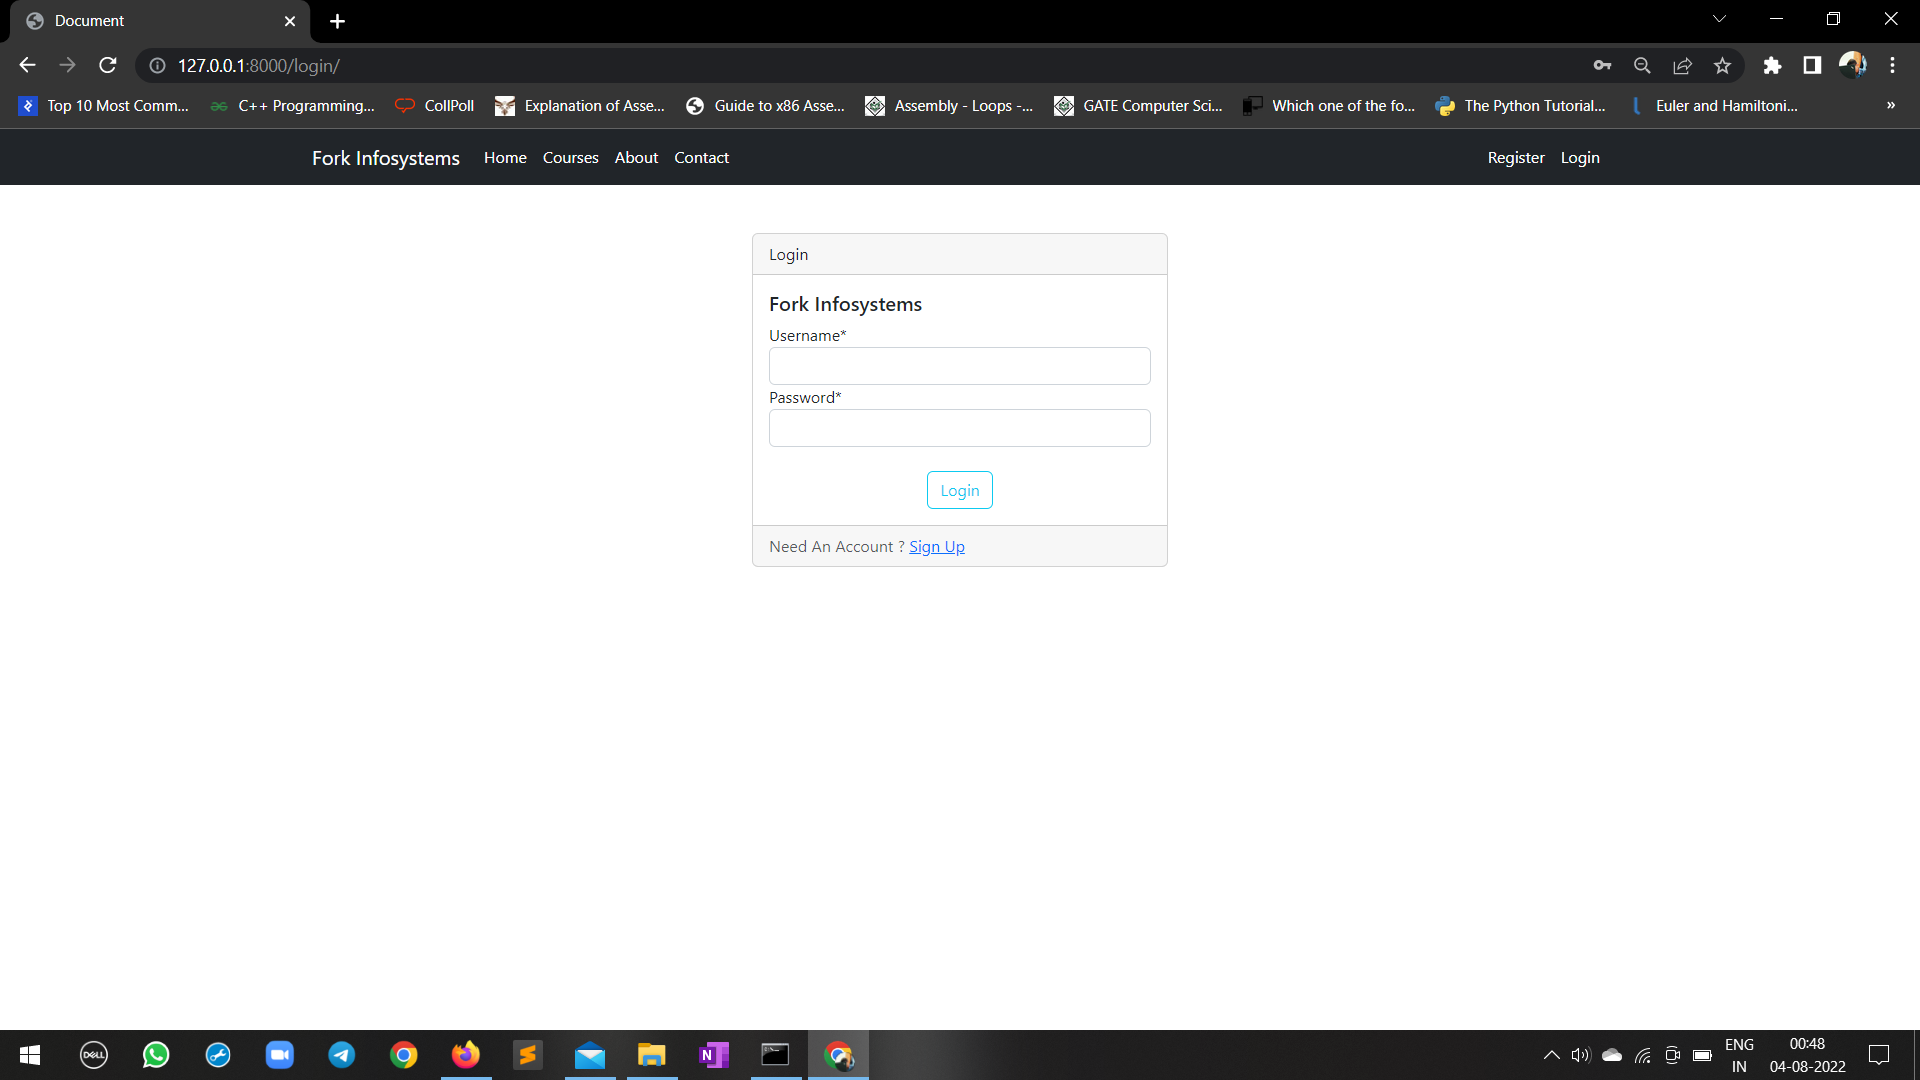 Document
127.0.0.1:8000/login/
Top 10 Most Comm... C++ Programming... CollPoll Explanation of Asse... Guide to x86 Asse... Assembly - Loops -... GATE Computer Sci... Which one of the fo... The Python Tutorial... Euler and Hamiltoni... »
Fork Infosystems Home Courses About Contact Register Login
Login
Fork Infosystems
Username*
Password*
Login
Need An Account ? Sign Up
DELL
N
ENG
IN
00:48
04-08-2022